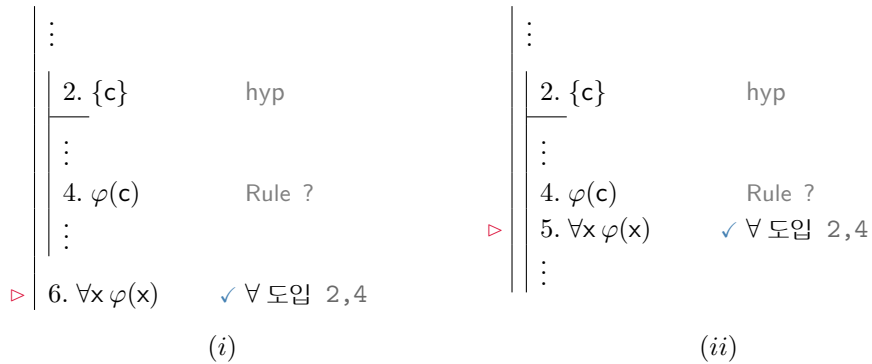 ⋮
2. {c} hyp
⋮
4. φ(c) Rule ?
⋮
▷ 6. ∀x φ(x) ✓ ∀ 도입 2,4
(i)
⋮
2. {c} hyp
⋮
4. φ(c) Rule ?
▷ 5. ∀x φ(x) ✓ ∀ 도입 2,4
⋮
(ii)